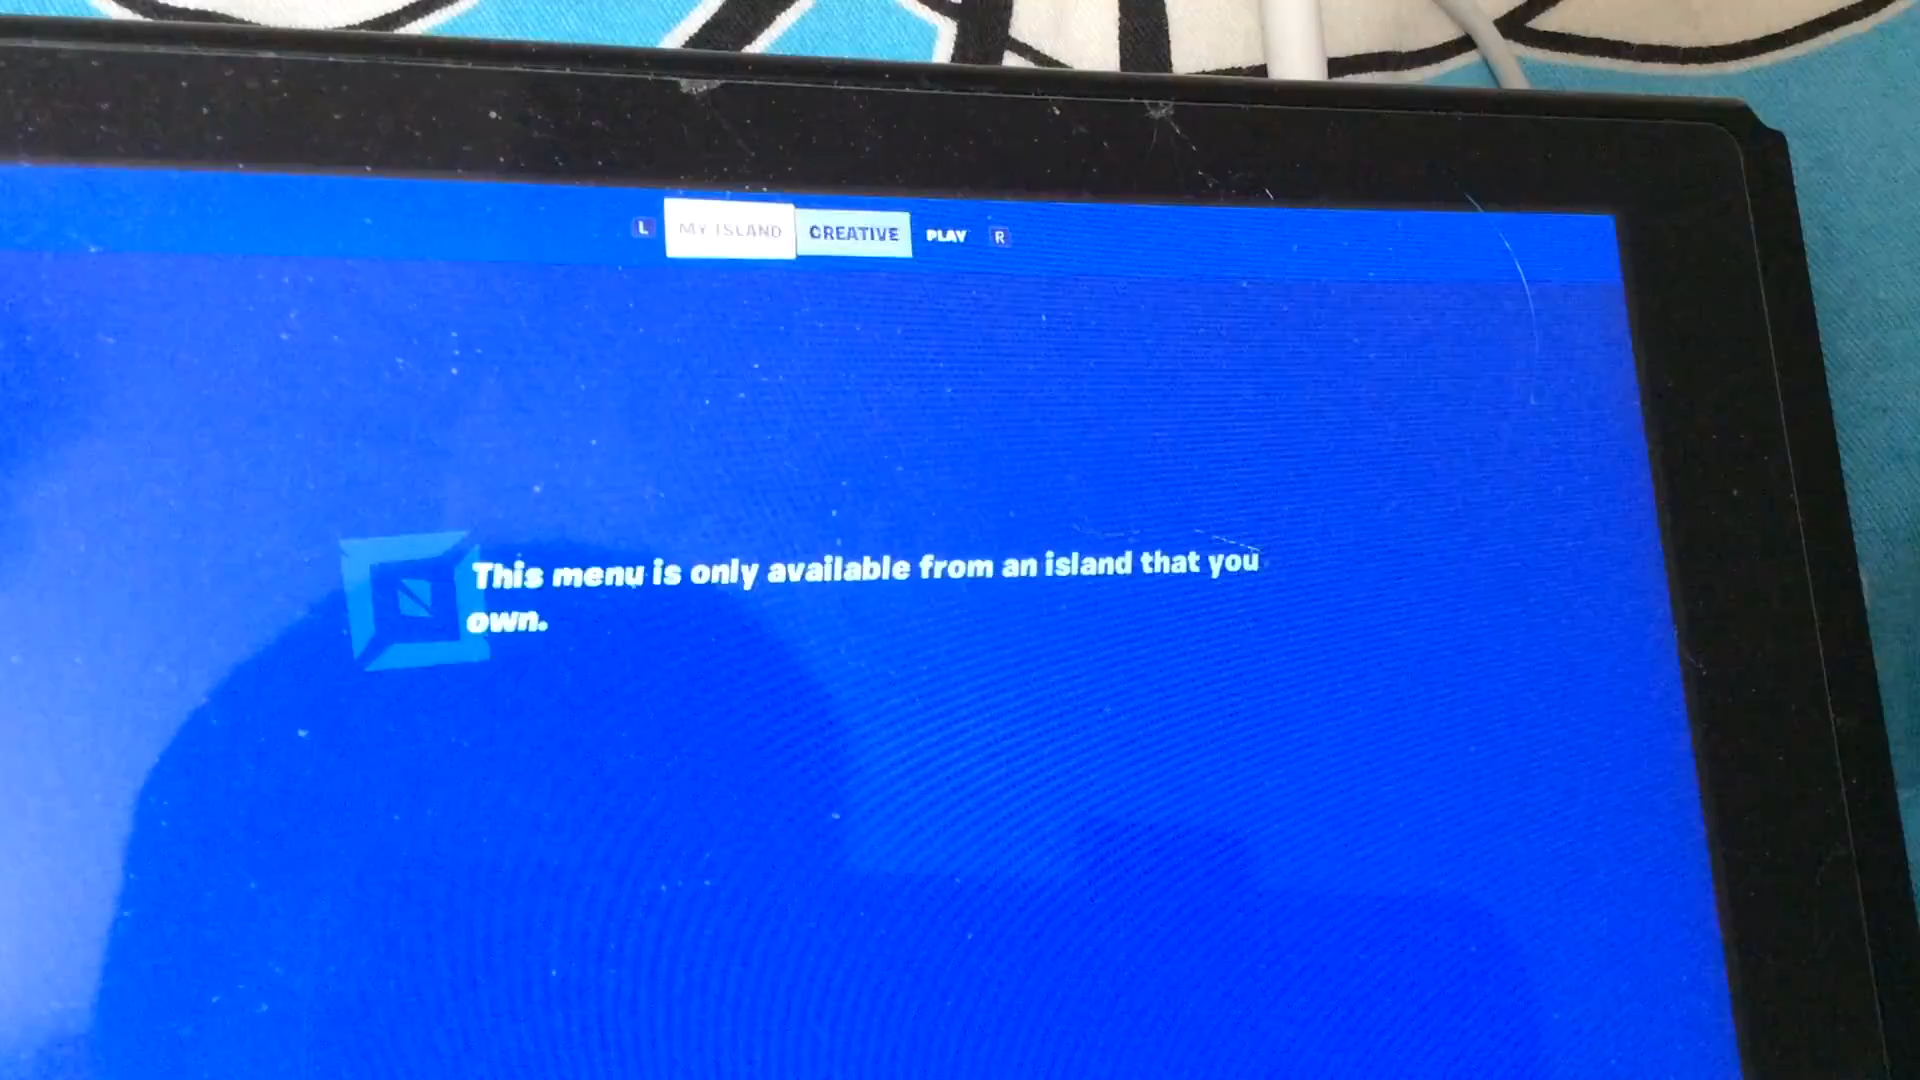 L MY ISLAND CREATIVE PLAY R
This menu is only available from an island that you
own.